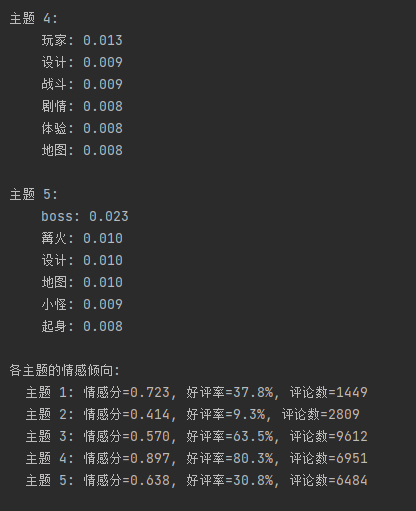 主题 4:
玩家: 0.013
设计: 0.009
战斗: 0.009
剧情: 0.008
体验: 0.008
地图: 0.008
主题 5:
boss: 0.023
篝火: 0.010
设计: 0.010
地图: 0.010
小怪: 0.009
起身: 0.008
各主题的情感倾向:
主题 1: 情感分=0.723, 好评率=37.8%, 评论数=1449
主题 2: 情感分=0.414, 好评率=9.3%, 评论数=2809
主题 3: 情感分=0.570, 好评率=63.5%, 评论数=9612
主题 4: 情感分=0.897, 好评率=80.3%, 评论数=6951
主题 5: 情感分=0.638, 好评率=30.8%, 评论数=6484